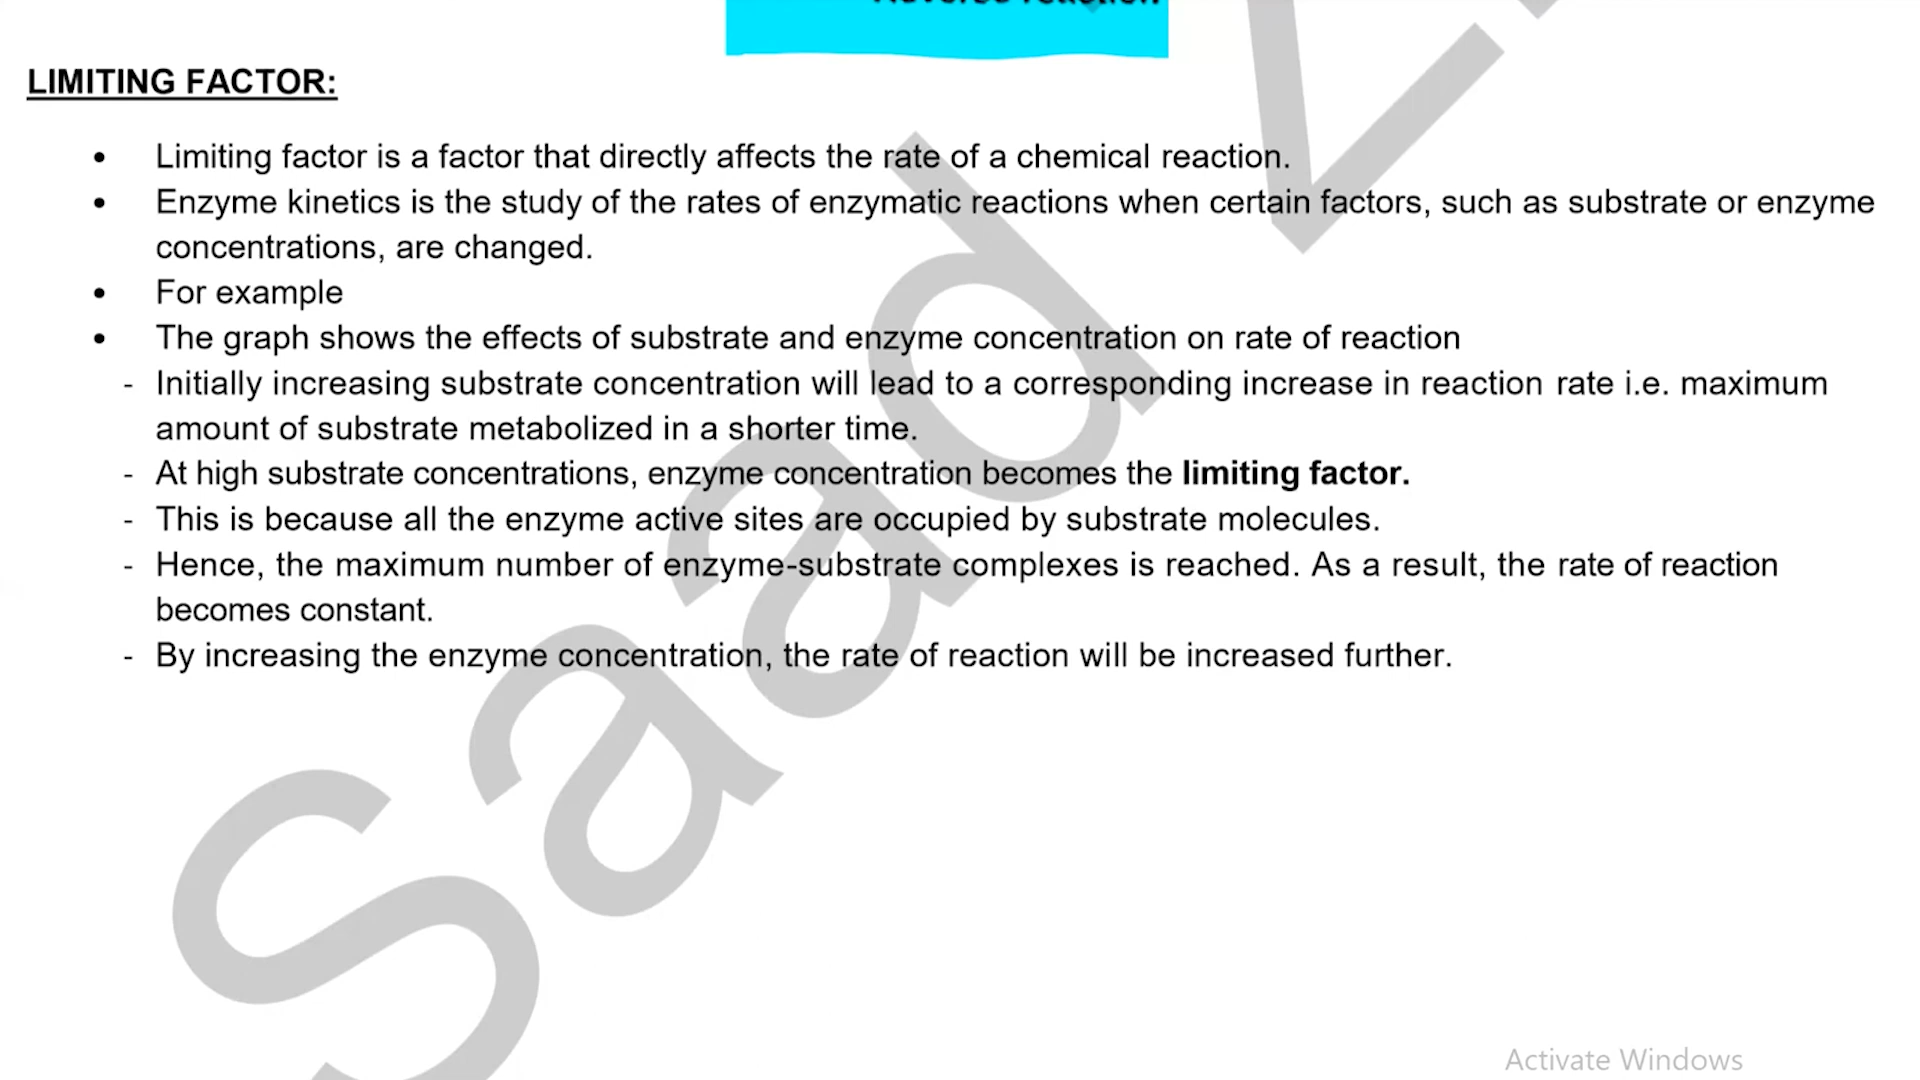 Adverse reaction
LIMITING FACTOR:
• Limiting factor is a factor that directly affects the rate of a chemical reaction.
• Enzyme kinetics is the study of the rates of enzymatic reactions when certain factors, such as substrate or enzyme
concentrations, are changed.
• For example
• The graph shows the effects of substrate and enzyme concentration on rate of reaction
- Initially increasing substrate concentration will lead to a corresponding increase in reaction rate i.e. maximum
amount of substrate metabolized in a shorter time.
- At high substrate concentrations, enzyme concentration becomes the limiting factor.
- This is because all the enzyme active sites are occupied by substrate molecules.
- Hence, the maximum number of enzyme-substrate complexes is reached. As a result, the rate of reaction
becomes constant.
- By increasing the enzyme concentration, the rate of reaction will be increased further.
Saad
Activate Windows